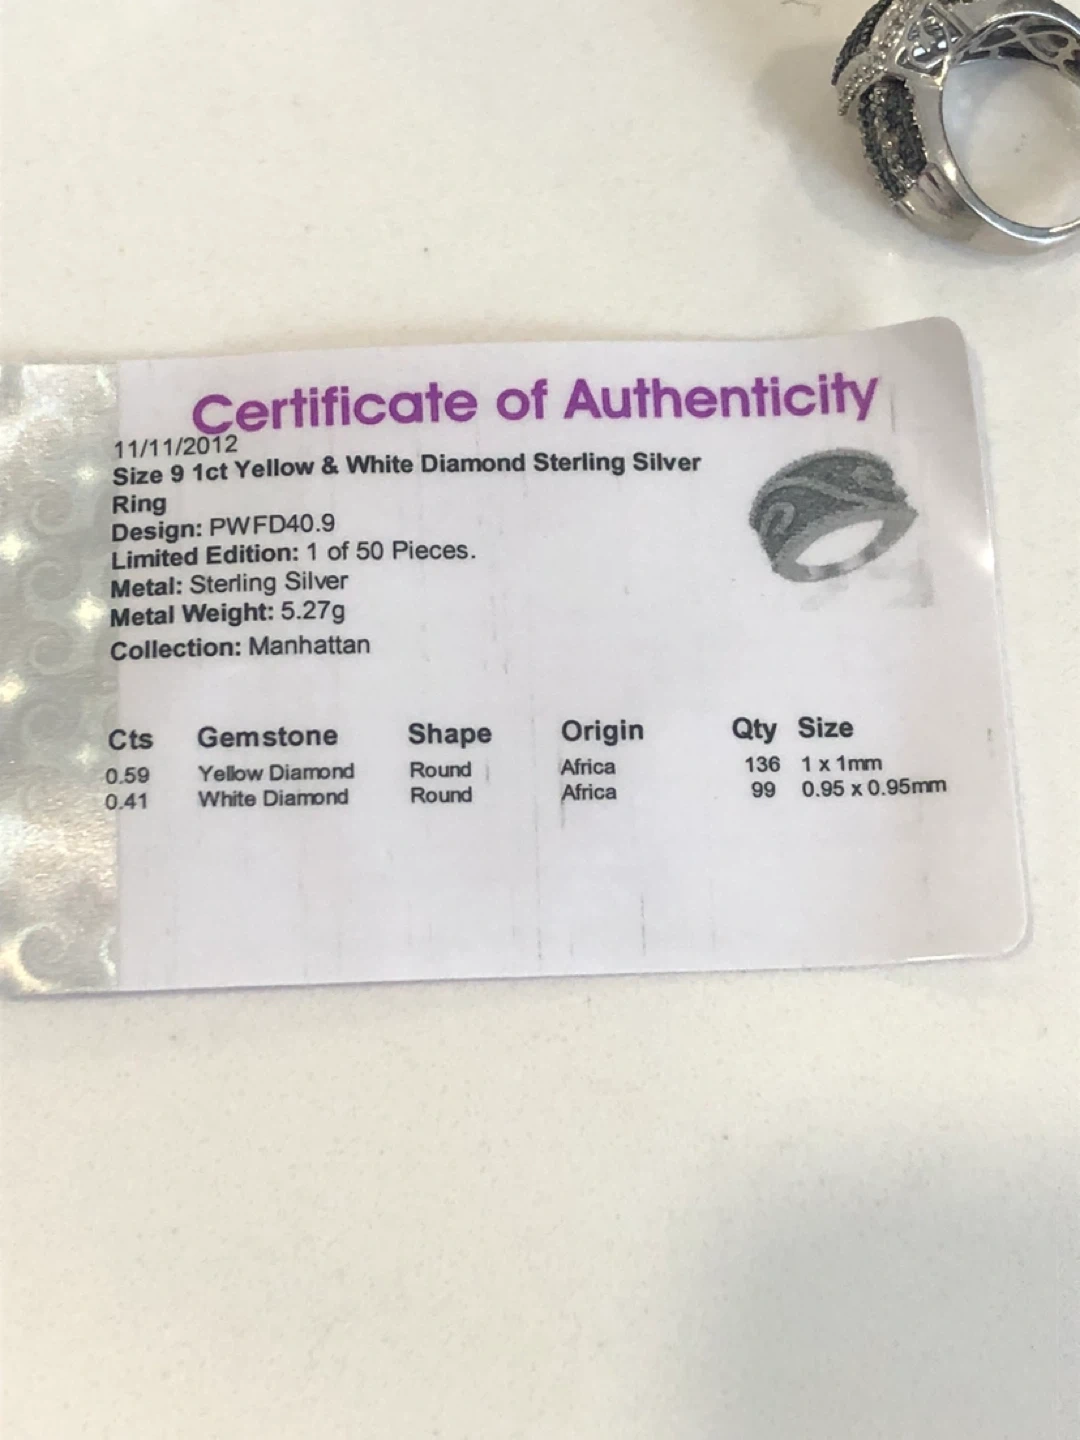 Certificate of Authenticity
11/11/2012
Size 9 1ct Yellow & White Diamond Sterling Silver
Ring
Design: PWFD40.9
Limited Edition: 1 of 50 Pieces.
Metal: Sterling Silver
Metal Weight: 5.27g
Collection: Manhattan
Cts Gemstone Shape Origin Qty Size
0.59 Yellow Diamond Round Africa 136 1 x 1mm
0.41 White Diamond Round Africa 99 0.95 x 0.95mm